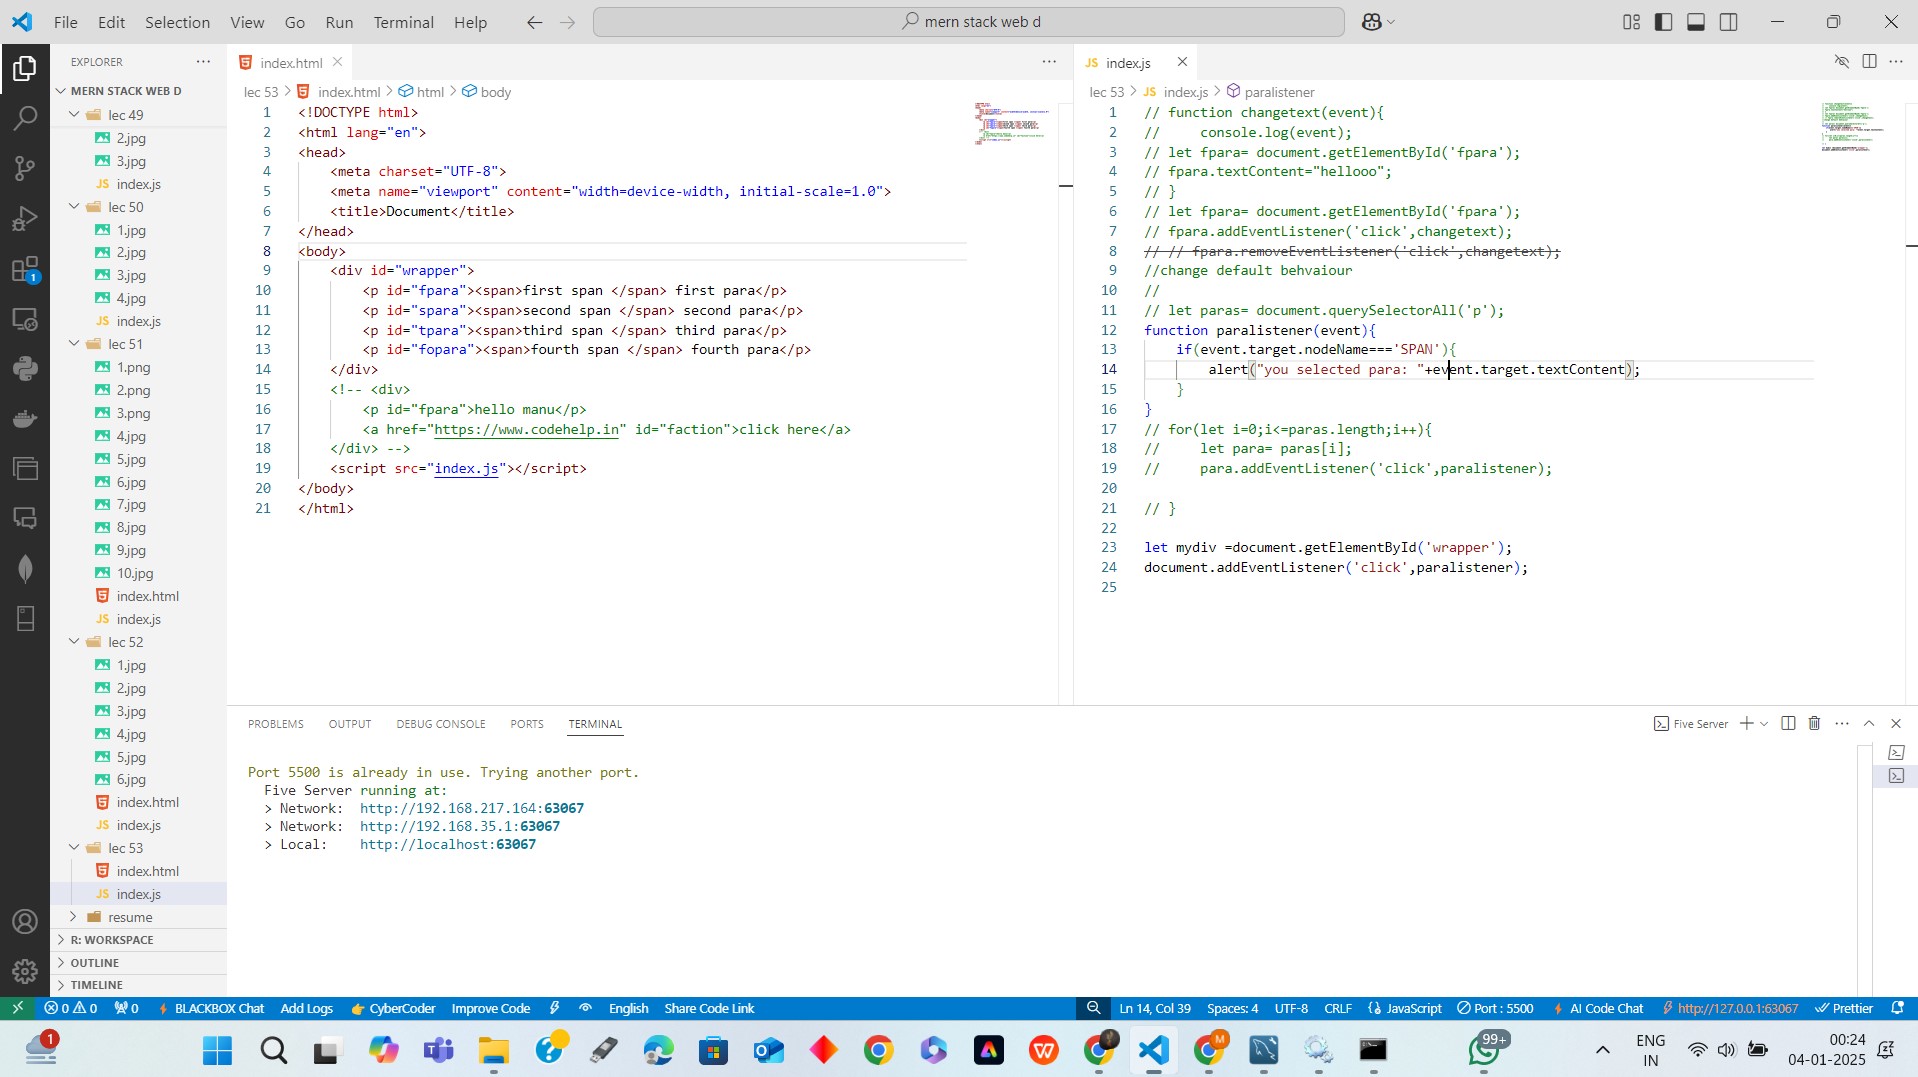 File Edit Selection View Go Run Terminal Help
mern stack web d
EXPLORER
MERN STACK WEB D
lec 49
2.jpg
3.jpg
JS index.js
lec 50
1.jpg
2.jpg
3.jpg
4.jpg
JS index.js
lec 51
1.png
2.png
3.png
4.jpg
5.jpg
6.jpg
7.jpg
8.jpg
9.jpg
10.jpg
index.html
JS index.js
lec 52
1.jpg
2.jpg
3.jpg
4.jpg
5.jpg
6.jpg
index.html
JS index.js
lec 53
index.html
JS index.js
resume
R: WORKSPACE
OUTLINE
TIMELINE
1
index.html
lec 53 > index.html > html > body
1 <!DOCTYPE html>
2 <html lang="en">
3 <head>
4 <meta charset="UTF-8">
5 <meta name="viewport" content="width=device-width, initial-scale=1.0">
6 <title>Document</title>
7 </head>
8 <body>
9 <div id="wrapper">
10 <p id="fpara"><span>first span </span> first para</p>
11 <p id="spara"><span>second span </span> second para</p>
12 <p id="tpara"><span>third span </span> third para</p>
13 <p id="fopara"><span>fourth span </span> fourth para</p>
14 </div>
15 <!-- <div>
16 <p id="fpara">hello manu</p>
17 <a href="https://www.codehelp.in" id="faction">click here</a>
18 </div> -->
19 <script src="index.js"></script>
20 </body>
21 </html>
JS index.js
lec 53 > JS index.js > paralistener
1 // function changetext(event){
2 // console.log(event);
3 // let fpara= document.getElementById('fpara');
4 // fpara.textContent="hellooo";
5 // }
6 // let fpara= document.getElementById('fpara');
7 // fpara.addEventListener('click',changetext);
8 // // fpara.removeEventListener('click',changetext);
9 //change default behvaiour
10 //
11 // let paras= document.querySelectorAll('p');
12 function paralistener(event){
13 if(event.target.nodeName==='SPAN'){
14 alert("you selected para: "+event.target.textContent);
15 }
16 }
17 // for(let i=0;i<=paras.length;i++){
18 // let para= paras[i];
19 // para.addEventListener('click',paralistener);
20
21 // }
22
23 let mydiv =document.getElementById('wrapper');
24 document.addEventListener('click',paralistener);
25
PROBLEMS OUTPUT DEBUG CONSOLE PORTS TERMINAL
Five Server
Port 5500 is already in use. Trying another port.
Five Server running at:
> Network: http://192.168.217.164:63067
> Network: http://192.168.35.1:63067
> Local: http://localhost:63067
0 0 0 BLACKBOX Chat Add Logs CyberCoder Improve Code English Share Code Link
Ln 14, Col 39 Spaces: 4 UTF-8 CRLF JavaScript Port : 5500 AI Code Chat http://127.0.0.1:63067 Prettier
1
M
99+
ENG
IN
00:24
04-01-2025